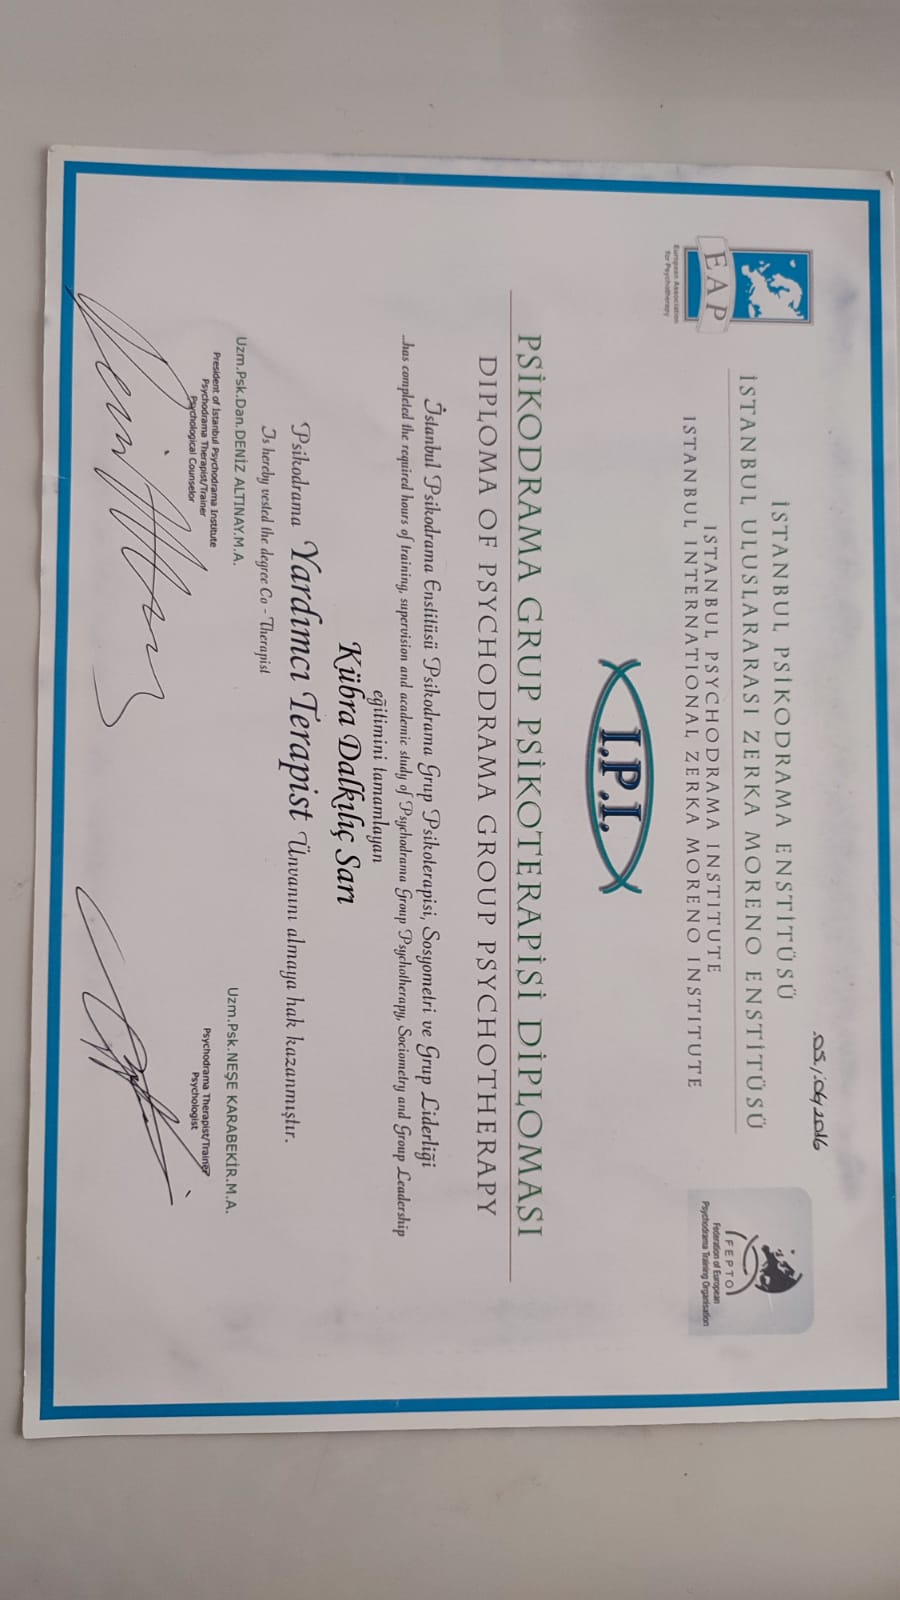 05/04/2016
EAP
European Association
for Psychotherapy
İSTANBUL PSİKODRAMA ENSTİTÜSÜ
İSTANBUL ULUSLARARASI ZERKA MORENO ENSTİTÜSÜ
ISTANBUL PSYCHODRAMA INSTITUTE
ISTANBUL INTERNATIONAL ZERKA MORENO INSTITUTE
FEPTO
Federation of European
Psychodrama Training Organisation
I.P.I.
PSİKODRAMA GRUP PSİKOTERAPİSİ DİPLOMASI
DIPLOMA OF PSYCHODRAMA GROUP PSYCHOTHERAPY
İstanbul Psikodrama Enstitüsü Psikodrama Grup Psikoterapisi, Sosyometri ve Grup Liderliği
...has completed the required hours of training, supervision and academic study of Psychodrama Group Psychotherapy, Sociometry and Group Leadership
eğitimini tamamlayan
Kübra Dalkılıç Sarı
Psikodrama Yardımcı Terapist Ünvanını almaya hak kazanmıştır.
Is hereby vested the degree Co - Therapist
Uzm.Psk.Dan.DENİZ ALTINAY.M.A.
President of İstanbul Psychodrama Institute
Psychodrama Therapist/Trainer
Psychological Counselor
Uzm.Psk.NEŞE KARABEKİR.M.A.
Psychodrama Therapist/Trainer
Psychologist